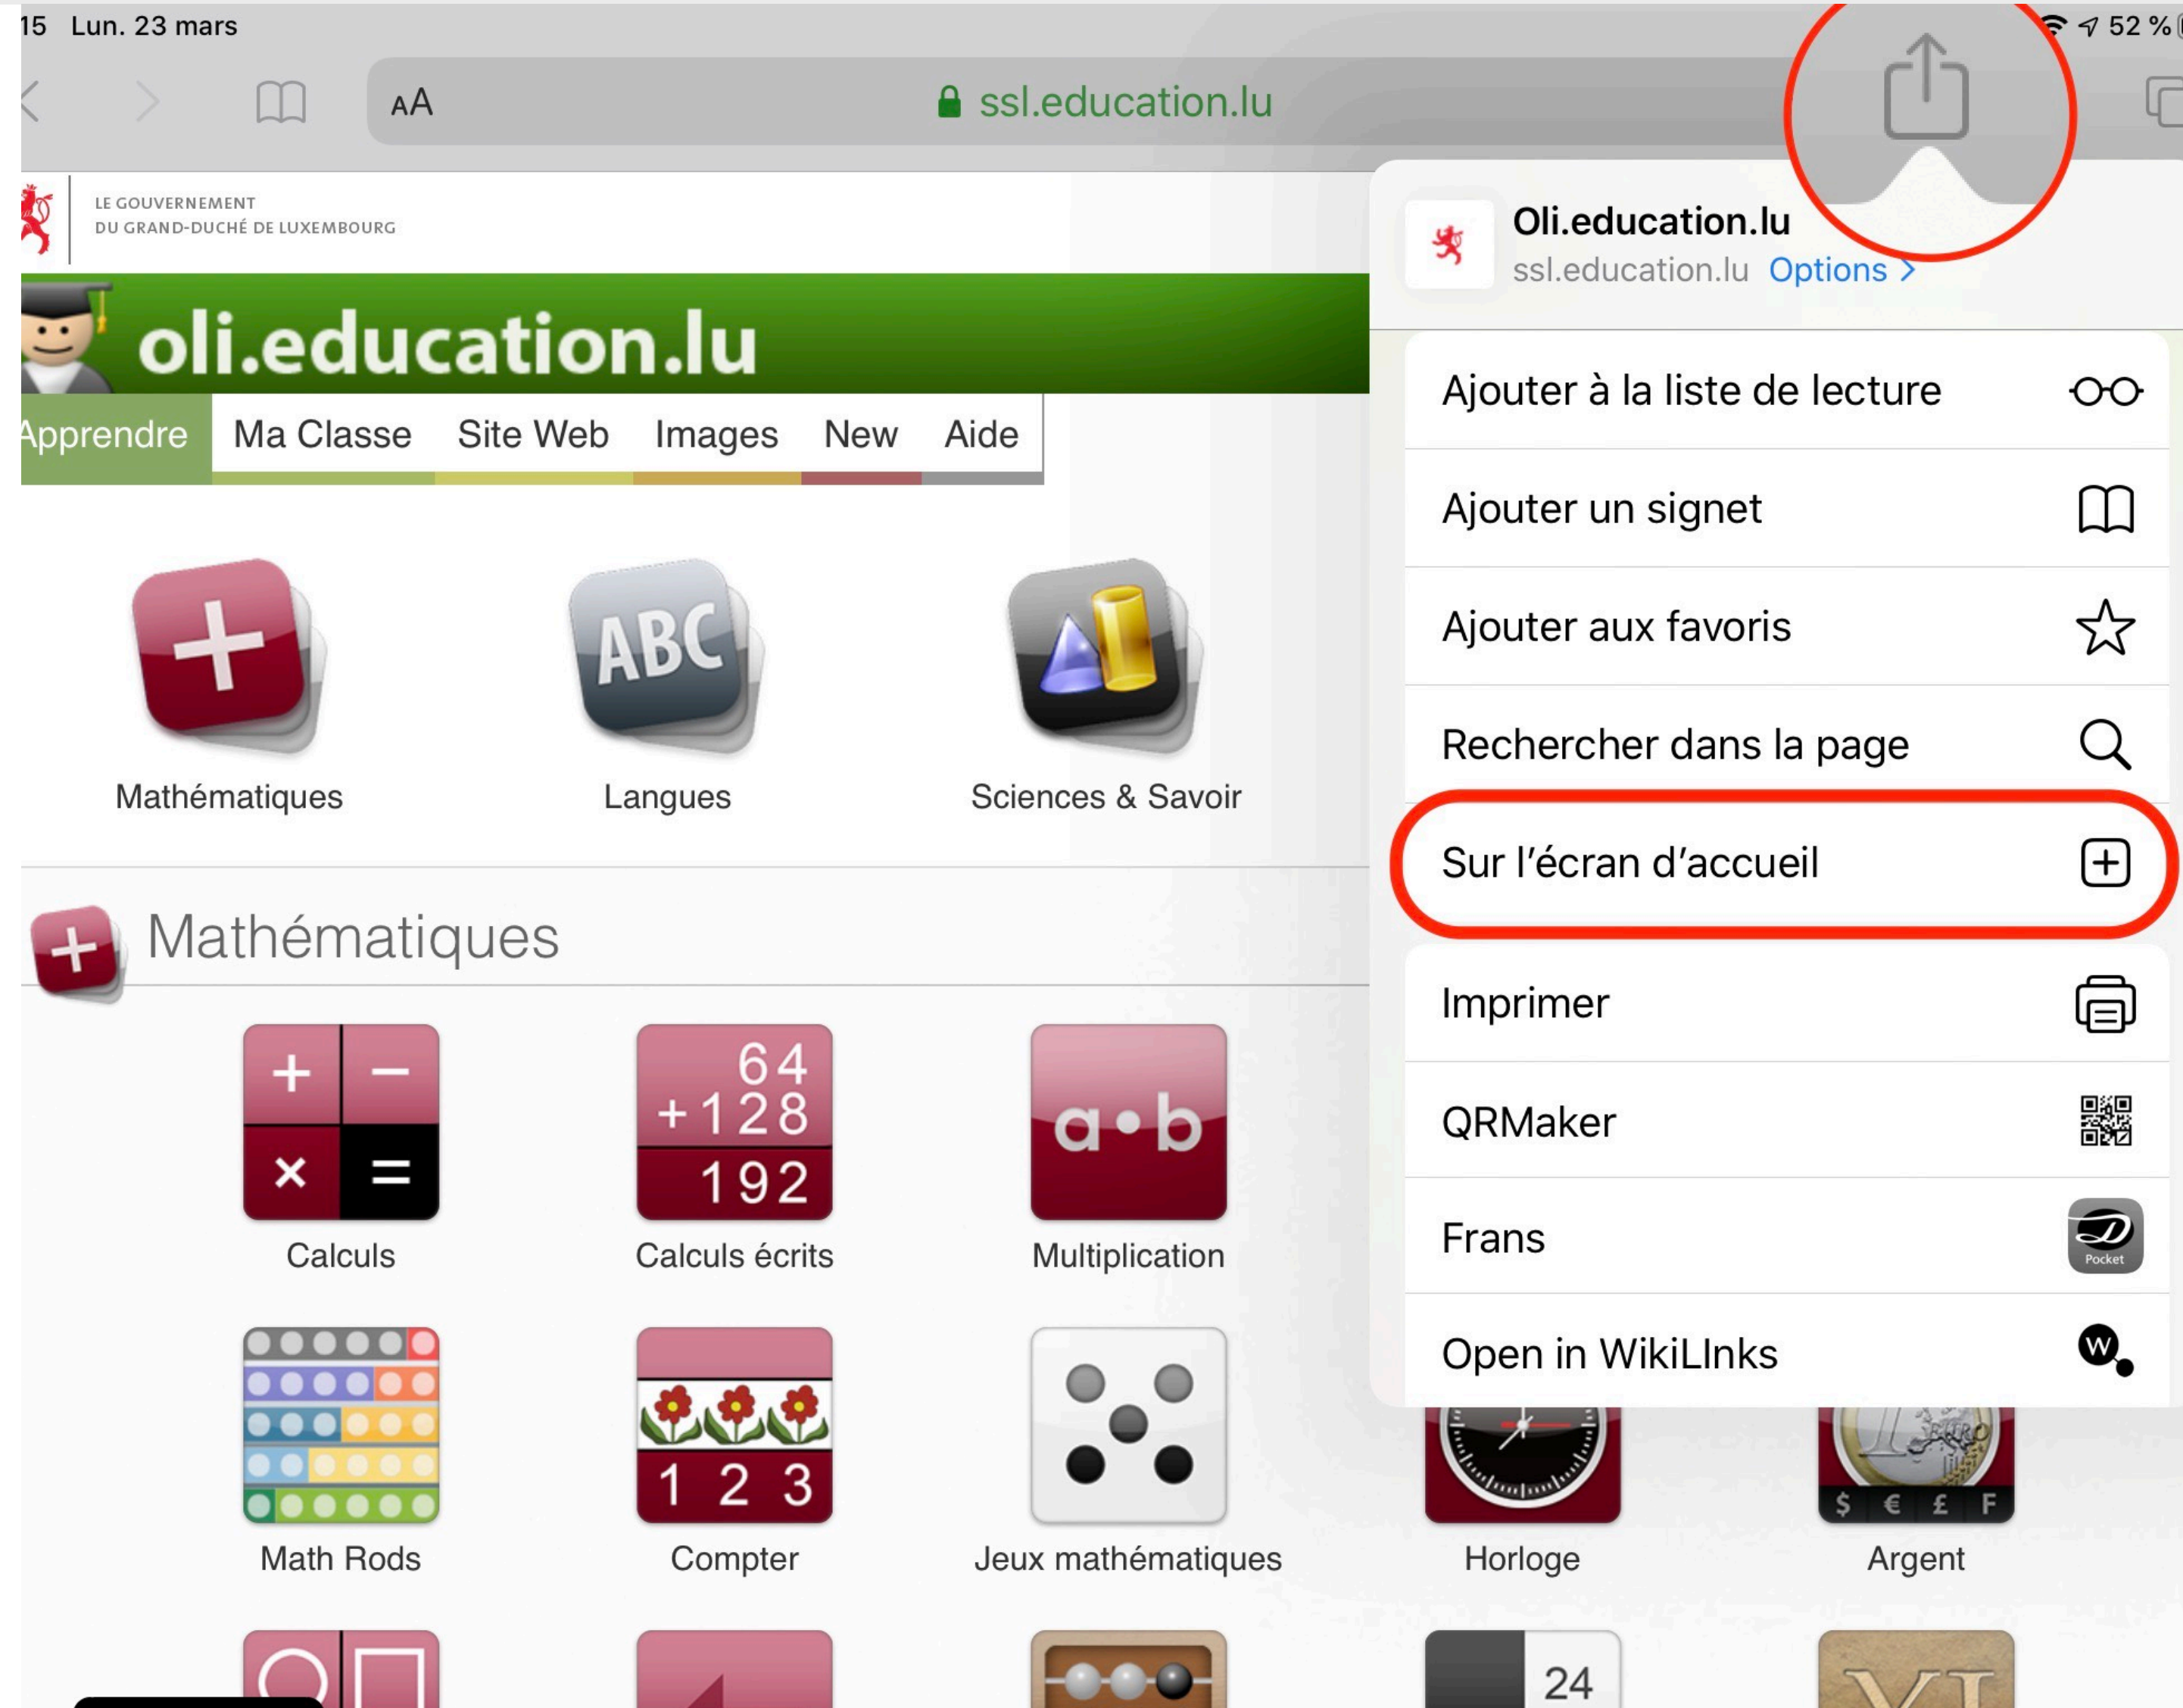 15 Lun. 23 mars
52 %
AA
ssl.education.lu
LE GOUVERNEMENT
DU GRAND-DUCHÉ DE LUXEMBOURG
oli.education.lu
Apprendre Ma Classe Site Web Images New Aide
ABC
Mathématiques Langues Sciences & Savoir
Mathématiques
+ −
× =
64
+128
192
a•b
Calculs Calculs écrits Multiplication
1 2 3
$ € £ F
Math Rods Compter Jeux mathématiques Horloge Argent
24
XI
Oli.education.lu
ssl.education.lu Options >
Ajouter à la liste de lecture
Ajouter un signet
Ajouter aux favoris
Rechercher dans la page
Sur l’écran d’accueil
Imprimer
QRMaker
Frans
Pocket
Open in WikiLInks
W